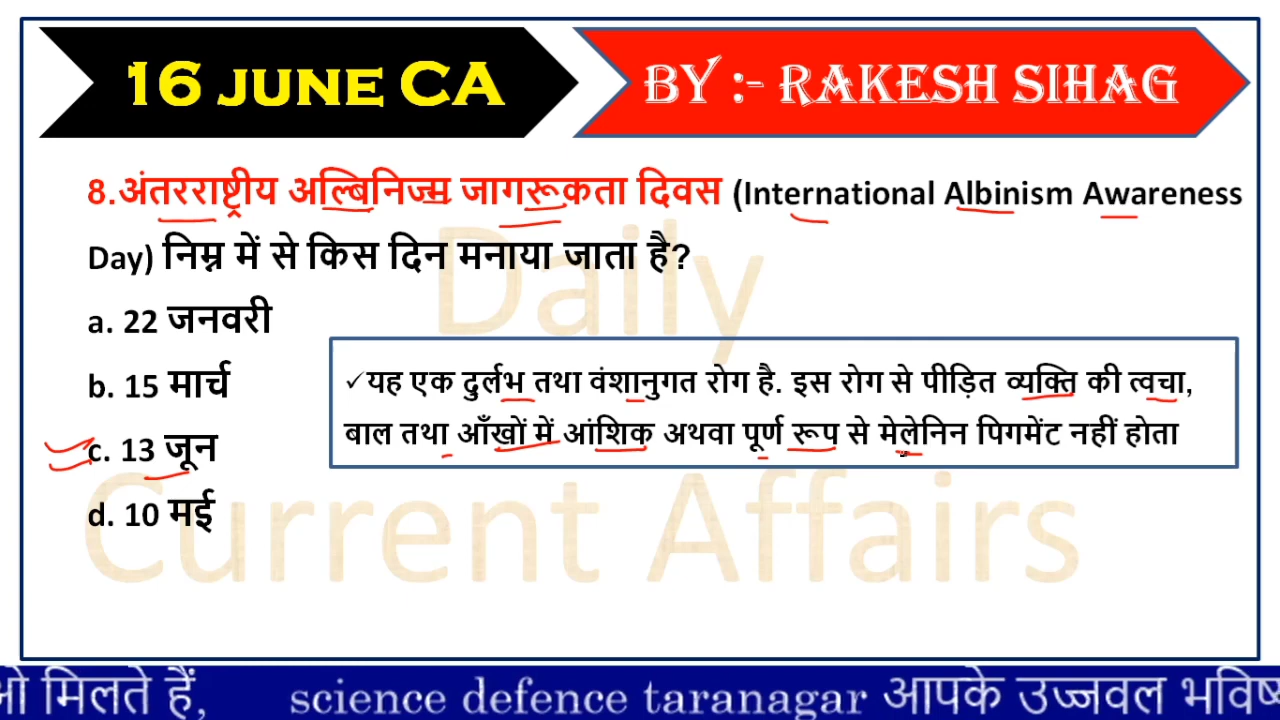 16 JUNE CA
BY :- RAKESH SIHAG
8.अंतरराष्ट्रीय अल्बिनिज्म जागरूकता दिवस (International Albinism Awareness
Day) निम्न में से किस दिन मनाया जाता है?
a. 22 जनवरी
b. 15 मार्च
✓यह एक दुर्लभ तथा वंशानुगत रोग है. इस रोग से पीड़ित व्यक्ति की त्वचा,
बाल तथा आँखों में आंशिक अथवा पूर्ण रूप से मेलेनिन पिगमेंट नहीं होता
c. 13 जून
d. 10 मई
Daily
Current Affairs
ओ मिलते हैं, science defence taranagar आपके उज्जवल भविष